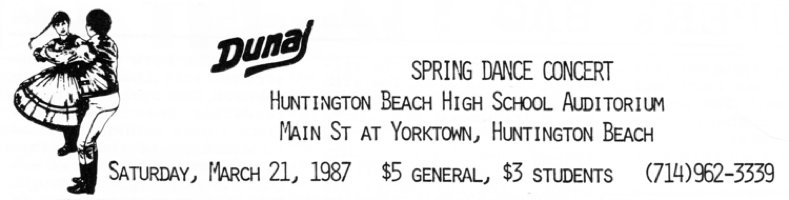 Dunaj
SPRING DANCE CONCERT
HUNTINGTON BEACH HIGH SCHOOL AUDITORIUM
MAIN ST AT YORKTOWN, HUNTINGTON BEACH
SATURDAY, MARCH 21, 1987 $5 GENERAL, $3 STUDENTS (714)962-3339